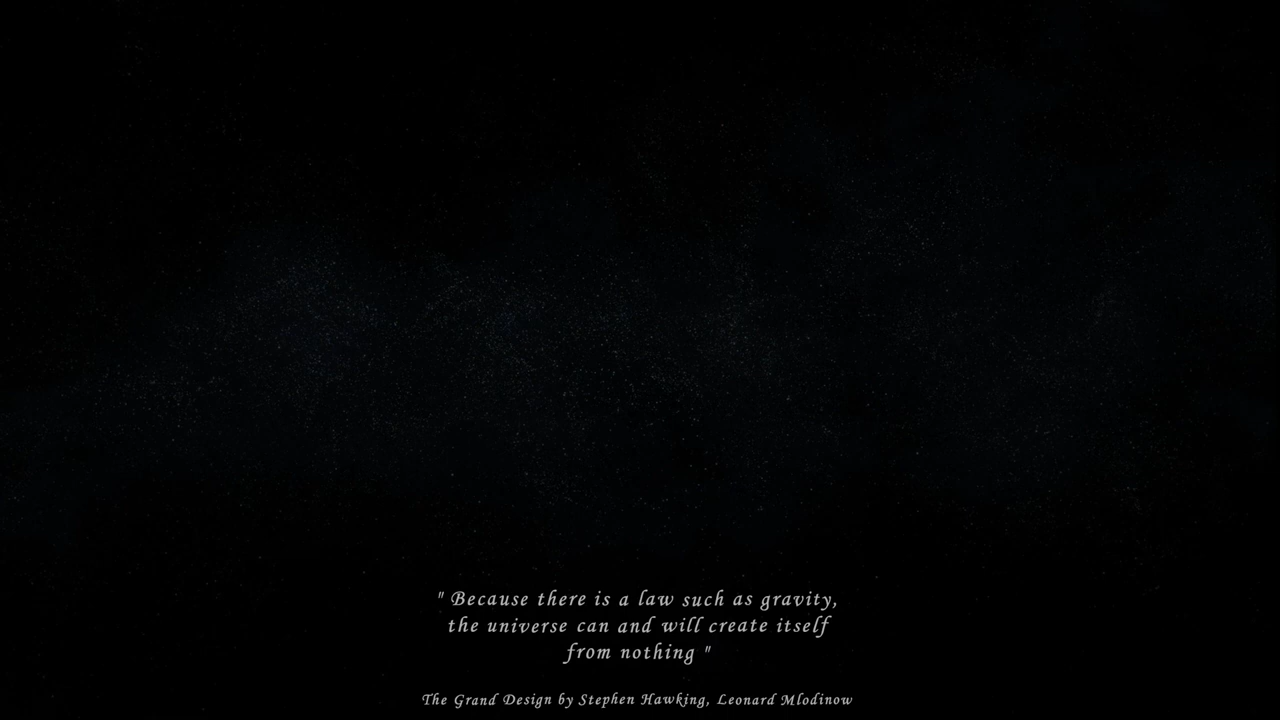 " Because there is a law such as gravity,
the universe can and will create itself
from nothing "
The Grand Design by Stephen Hawking, Leonard Mlodinow